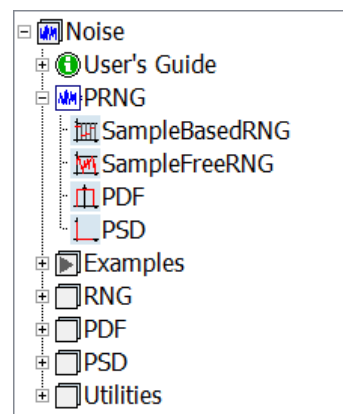 Noise
User's Guide
PRNG
SampleBasedRNG
SampleFreeRNG
PDF
PSD
Examples
RNG
PDF
PSD
Utilities